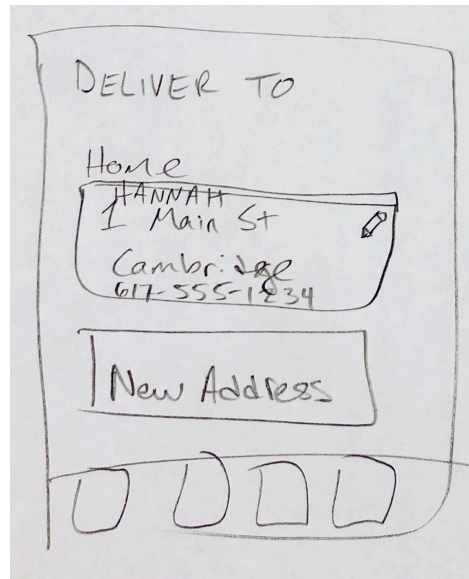 DELIVER TO
Home
HANNAH
1 Main St
Cambridge
617-555-1234
New Address